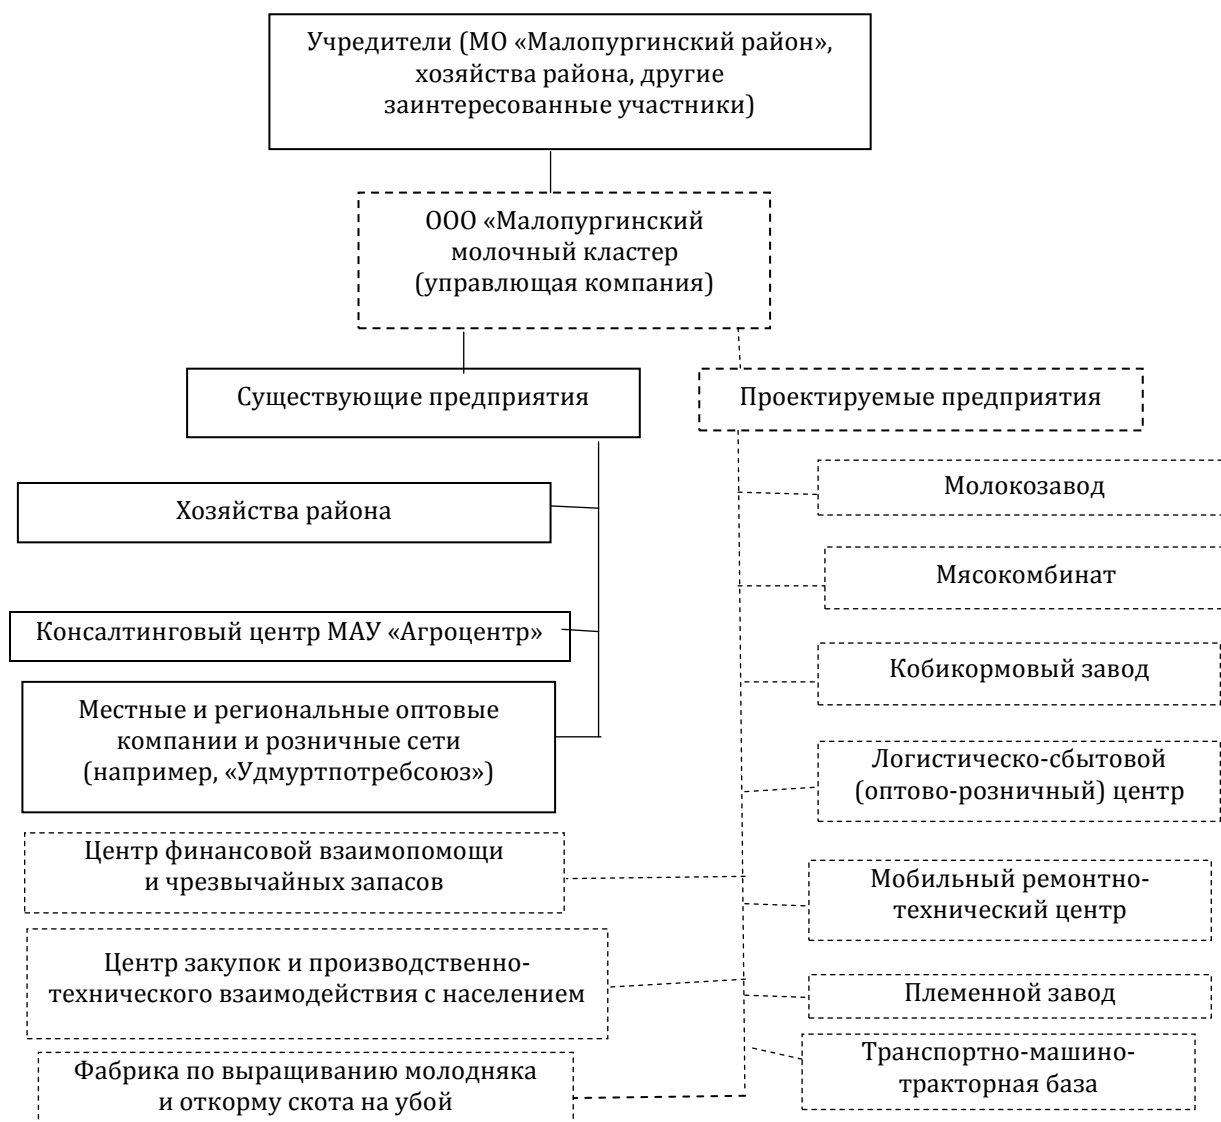 Учредители (МО «Малопургинский район»,
хозяйства района, другие
заинтересованные участники)
ООО «Малопургинский
молочный кластер
(управлющая компания)
Существующие предприятия
Проектируемые предприятия
Хозяйства района
Консалтинговый центр МАУ «Агроцентр»
Местные и региональные оптовые
компании и розничные сети
(например, «Удмуртпотребсоюз»)
Молокозавод
Мясокомбинат
Кобикормовый завод
Логистическо-сбытовой
(оптово-розничный) центр
Мобильный ремонтно-
технический центр
Племенной завод
Транспортно-машино-
тракторная база
Центр финансовой взаимопомощи
и чрезвычайных запасов
Центр закупок и производственно-
технического взаимодействия с населением
Фабрика по выращиванию молодняка
и откорму скота на убой